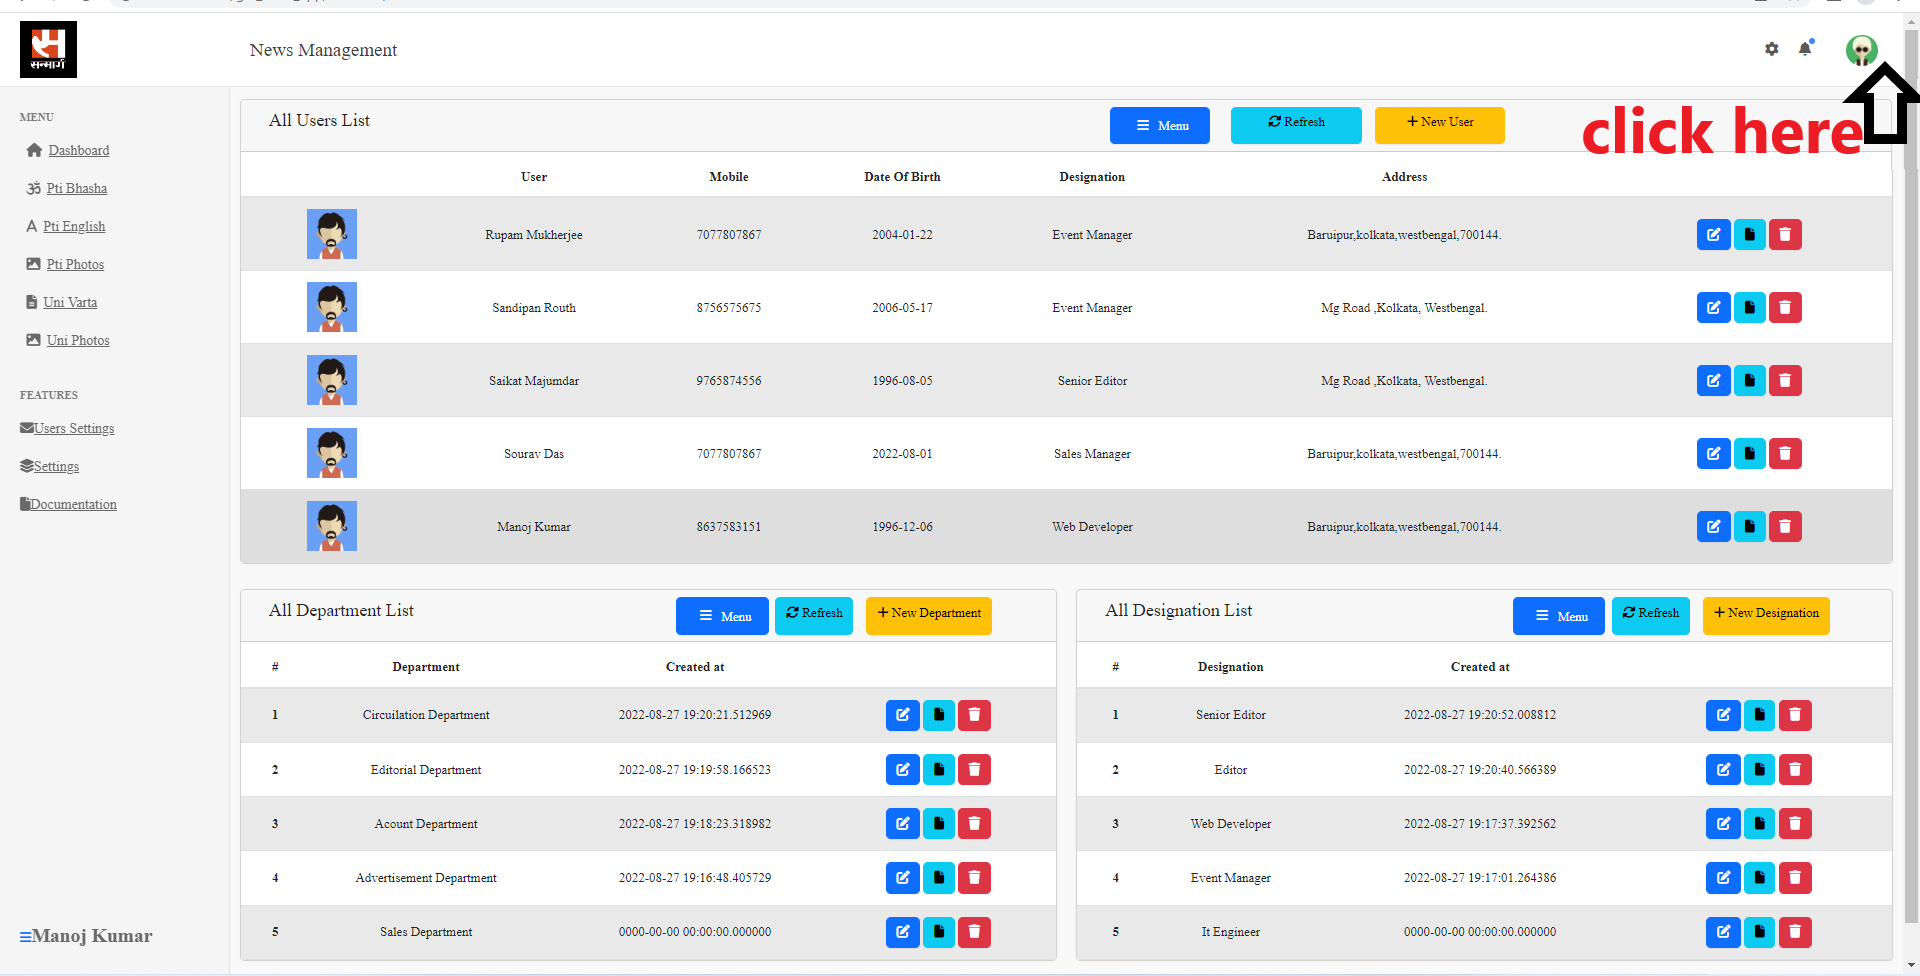 सन्मार्ग
News Management
click here
MENU
Dashboard
Pti Bhasha
Pti English
Pti Photos
Uni Varta
Uni Photos
FEATURES
Users Settings
Settings
Documentation
Manoj Kumar
All Users List
Menu
Refresh
New User
User Mobile Date Of Birth Designation Address
Rupam Mukherjee 7077807867 2004-01-22 Event Manager Baruipur,kolkata,westbengal,700144.
Sandipan Routh 8756575675 2006-05-17 Event Manager Mg Road ,Kolkata, Westbengal.
Saikat Majumdar 9765874556 1996-08-05 Senior Editor Mg Road ,Kolkata, Westbengal.
Sourav Das 7077807867 2022-08-01 Sales Manager Baruipur,kolkata,westbengal,700144.
Manoj Kumar 8637583151 1996-12-06 Web Developer Baruipur,kolkata,westbengal,700144.
All Department List
Menu
Refresh
New Department
# Department Created at
1 Circuilation Department 2022-08-27 19:20:21.512969
2 Editorial Department 2022-08-27 19:19:58.166523
3 Acount Department 2022-08-27 19:18:23.318982
4 Advertisement Department 2022-08-27 19:16:48.405729
5 Sales Department 0000-00-00 00:00:00.000000
All Designation List
Menu
Refresh
New Designation
# Designation Created at
1 Senior Editor 2022-08-27 19:20:52.008812
2 Editor 2022-08-27 19:20:40.566389
3 Web Developer 2022-08-27 19:17:37.392562
4 Event Manager 2022-08-27 19:17:01.264386
5 It Engineer 0000-00-00 00:00:00.000000